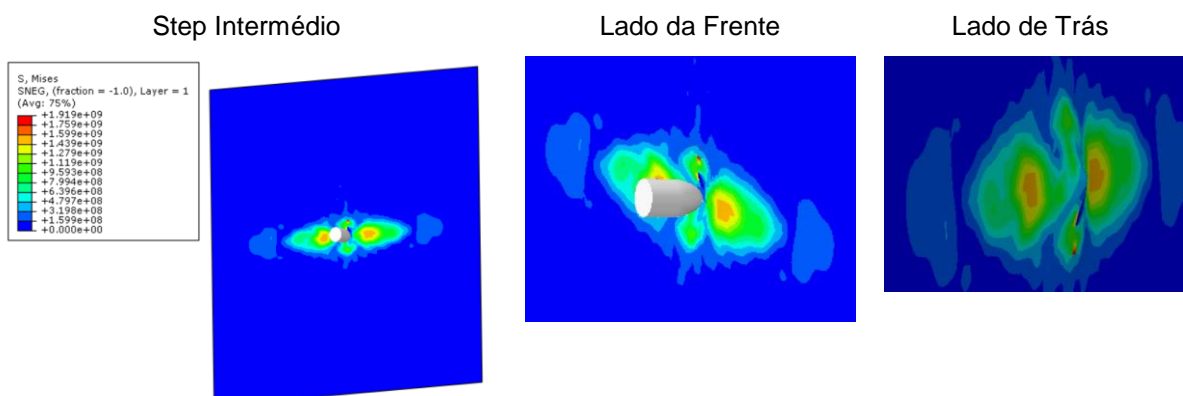 Step Intermédio
Lado da Frente
Lado de Trás
S, Mises
SNEG, (fraction = -1.0), Layer = 1
(Avg: 75%)
+1.919e+09
+1.759e+09
+1.599e+09
+1.439e+09
+1.279e+09
+1.119e+09
+9.593e+08
+7.994e+08
+6.396e+08
+4.797e+08
+3.198e+08
+1.599e+08
+0.000e+00